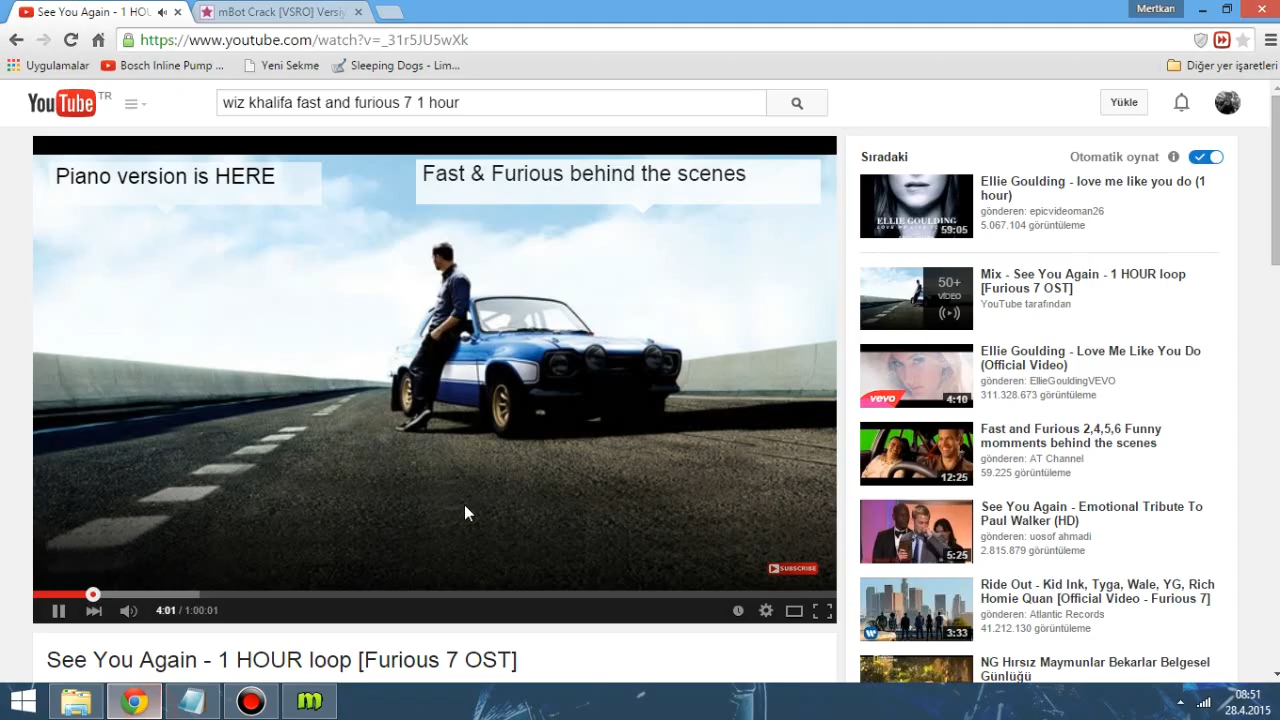 See You Again - 1 HOU
mBot Crack [VSRO] Versiy
Mertkan
https://www.youtube.com/watch?v=_31r5JU5wXk
Uygulamalar
Bosch Inline Pump ...
Yeni Sekme
Sleeping Dogs - Lim...
Diğer yer işaretleri
YouTube TR
wiz khalifa fest and furious 7 1 hour
Yükle
Piano version is HERE
Fast & Furious behind the scenes
SUBSCRIBE
4:01 / 1:00:01
See You Again - 1 HOUR loop [Furious 7 OST]
Sıradaki
Otomatik oynat
ELLIE GOULDING
59:05
Ellie Goulding - love me like you do (1
hour)
gönderen: epicvideoman26
5.067.104 görüntüleme
50+
VİDEO
Mix - See You Again - 1 HOUR loop
[Furious 7 OST]
YouTube tarafından
vevo
4:10
Ellie Goulding - Love Me Like You Do
(Official Video)
gönderen: EllieGouldingVEVO
311.328.673 görüntüleme
12:25
Fast and Furious 2,4,5,6 Funny
momments behind the scenes
gönderen: AT Channel
59.225 görüntüleme
5:25
See You Again - Emotional Tribute To
Paul Walker (HD)
gönderen: uosof ahmadi
2.815.879 görüntüleme
3:33
Ride Out - Kid Ink, Tyga, Wale, YG, Rich
Homie Quan [Official Video - Furious 7]
gönderen: Atlantic Records
41.212.130 görüntüleme
NG Hırsız Maymunlar Bekarlar Belgesel
Günlüğü
08:51
28.4.2015